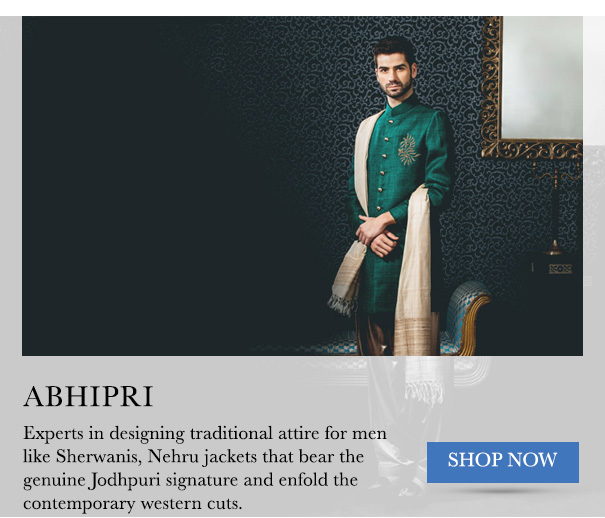 ABHIPRI
Experts in designing traditional attire for men
like Sherwanis, Nehru jackets that bear the
genuine Jodhpuri signature and enfold the
contemporary western cuts.
SHOP NOW